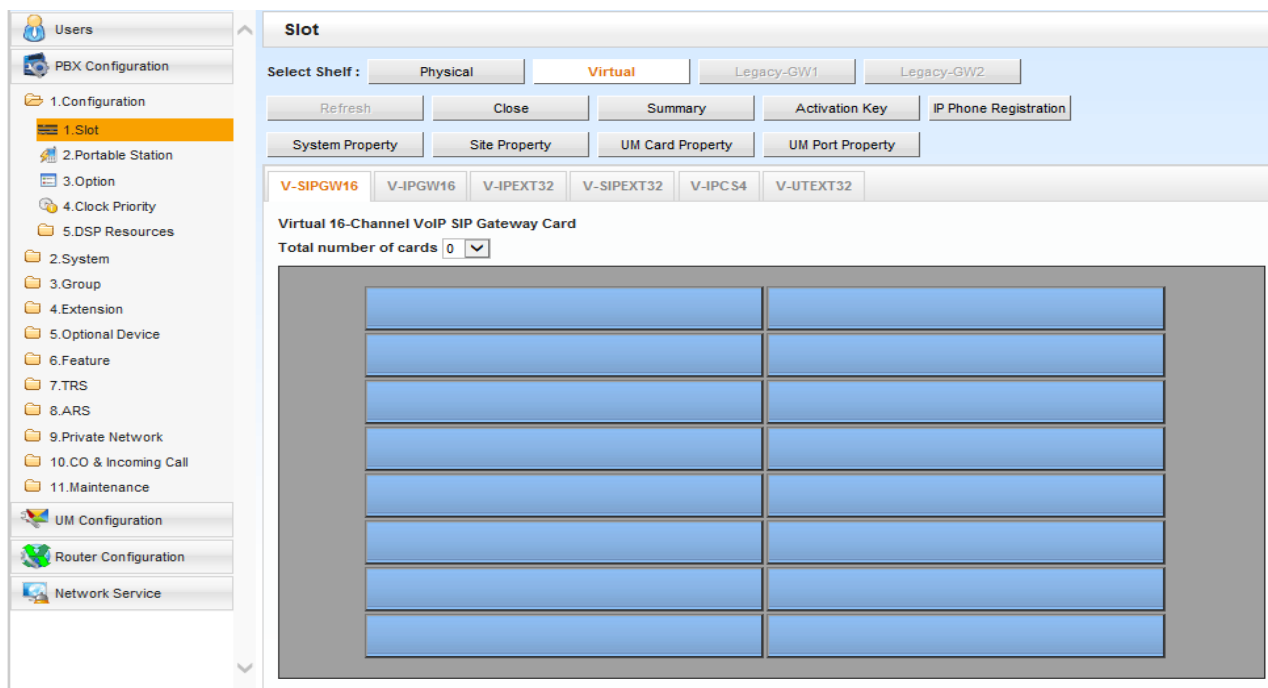 Users
PBX Configuration
1.Configuration
1.Slot
2.Portable Station
3.Option
4.Clock Priority
5.DSP Resources
2.System
3.Group
4.Extension
5.Optional Device
6.Feature
7.TRS
8.ARS
9.Private Network
10.CO & Incoming Call
11.Maintenance
UM Configuration
Router Configuration
Network Service
Slot
Select Shelf : Physical Virtual Legacy-GW1 Legacy-GW2
Refresh Close Summary Activation Key IP Phone Registration
System Property Site Property UM Card Property UM Port Property
V-SIPGW16 V-IPGW16 V-IPEXT32 V-SIPEXT32 V-IPCS4 V-UTEXT32
Virtual 16-Channel VoIP SIP Gateway Card
Total number of cards 0